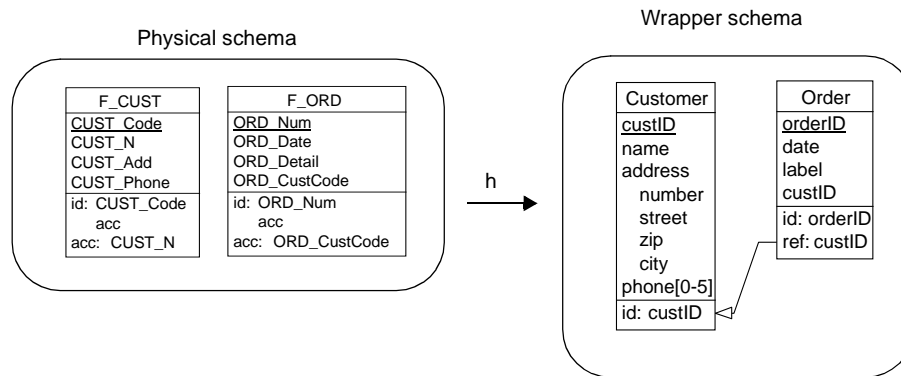 Physical schema
F_CUST
CUST_Code
CUST_N
CUST_Add
CUST_Phone
id: CUST_Code
acc
acc: CUST_N
F_ORD
ORD_Num
ORD_Date
ORD_Detail
ORD_CustCode
id: ORD_Num
acc
acc: ORD_CustCode
h
Wrapper schema
Customer
custID
name
address
number
street
zip
city
phone[0-5]
id: custID
Order
orderID
date
label
custID
id: orderID
ref: custID